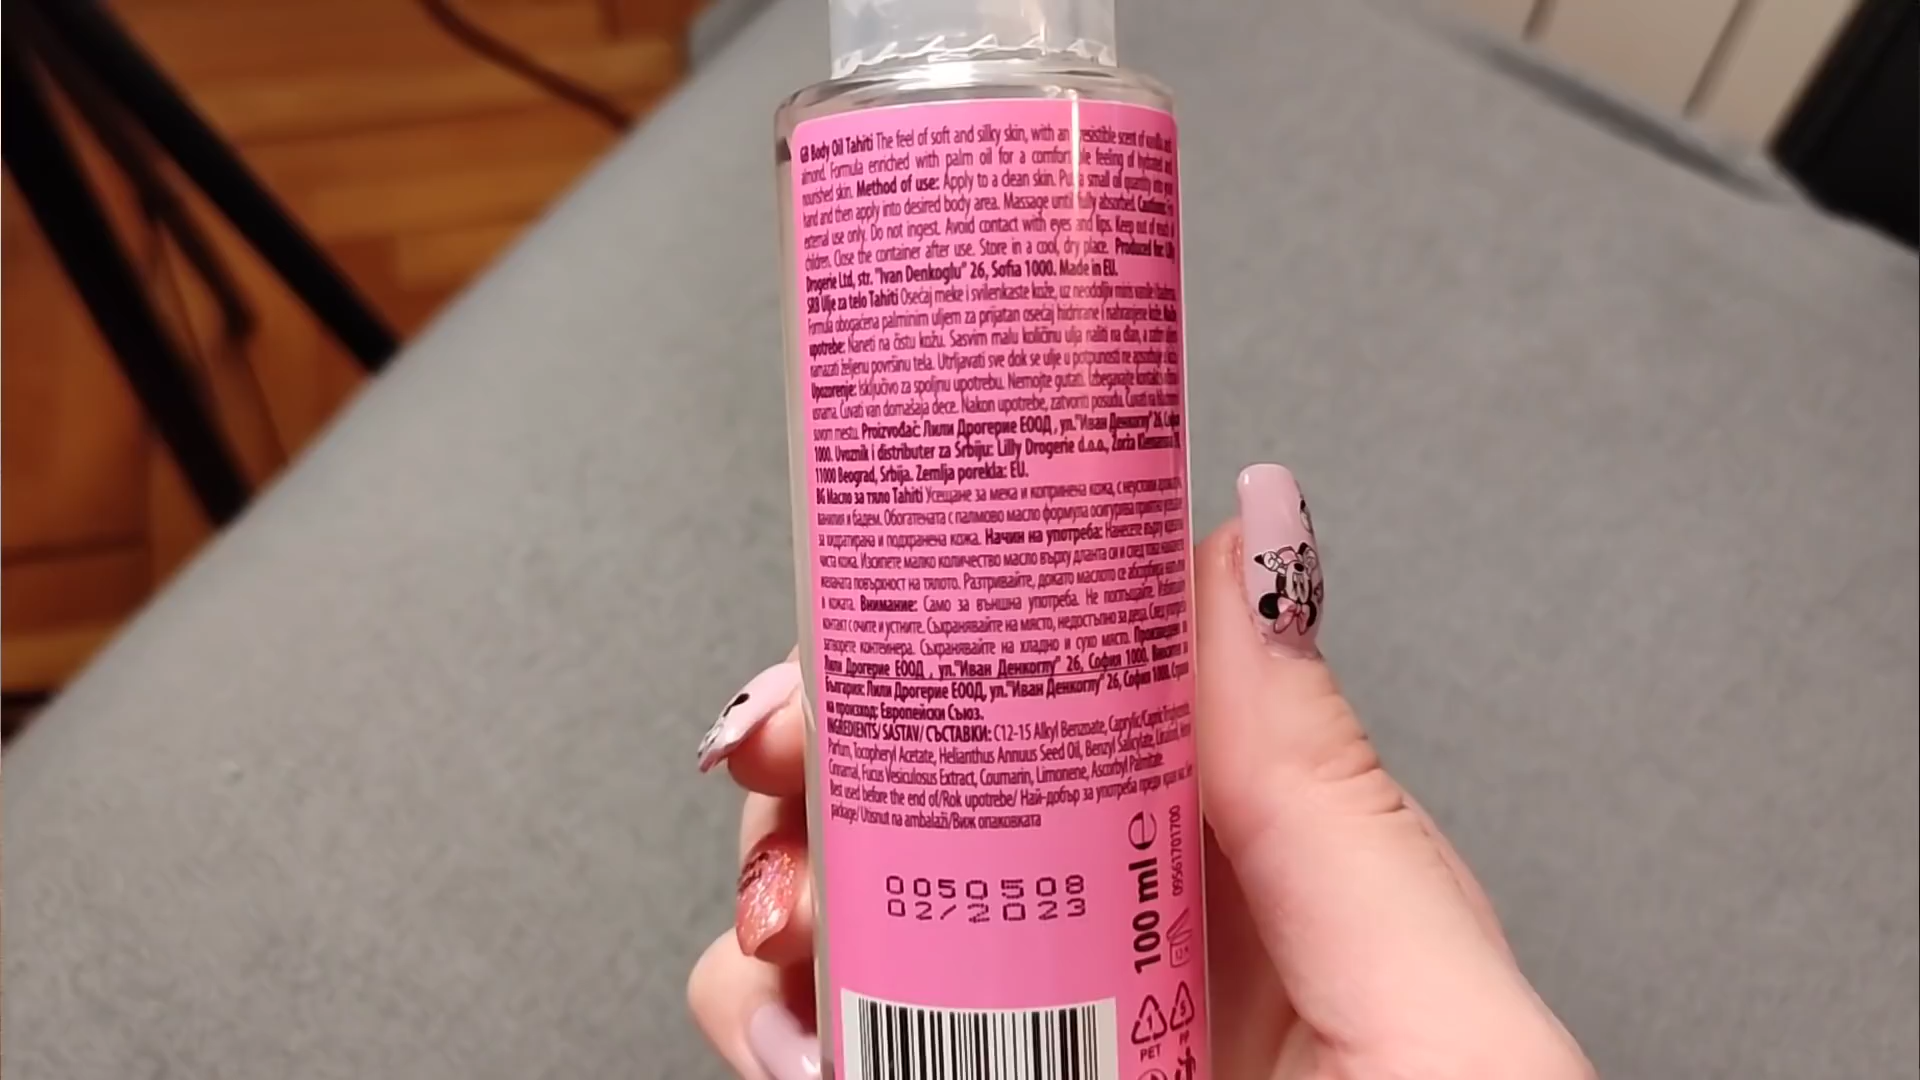 GB Body Oil Tahiti The feel of soft and silky skin, with an irresistible scent of vanilla and
almond. Formula enriched with palm oil for a comfortable feeling of hydrated and
nourished skin. Method of use: Apply to a clean skin. Put a small of quantity into your
hand and then apply into desired body area. Massage until fully absorbed. Caution: For
external use only. Do not ingest. Avoid contact with eyes and lips. Keep out of reach of
children. Close the container after use. Store in a cool, dry place. Produced for: Lilly
Drogerie Ltd, str. "Ivan Denkoglu" 26, Sofia 1000. Made in EU.
SRB Ulje za telo Tahiti Osećaj meke i svilenkaste kože, uz neodoljiv miris vanile i badema.
Formula obogaćena palminim uljem za prijatan osećaj hidrirane i nahranjene kože. Način
upotrebe: Naneti na čistu kožu. Sasvim malu količinu ulja naliti na dlan, a zatim
namazati željenu površinu tela. Utrljavati sve dok se ulje u potpunosti ne apsorbuje
Upozorenje: Isključivo za spoljnu upotrebu. Nemojte gutati. Izbegavajte kontakt
usnama. Čuvati van domašaja dece. Nakon upotrebe, zatvoriti posudu. Čuvati na
suvom mestu. Proizvođač: Лили Дрогерие ЕООД , ул."Иван Денкоглу" 26, София
1000. Uvoznik i distributer za Srbiju: Lilly Drogerie d.o.o.,
11000 Beograd, Srbija. Zemlja porekla: EU.
BG Масло за тяло Tahiti Усещане за мека и копринена кожа, с неустоим
ванилия и бадем. Обогатената с палмово масло формула осигурява приятно усещане
за хидратирана и подхранена кожа. Начин на употреба: Нанесете върху
чиста кожа. Изсипете малко количество масло върху дланта си и след това
желаната повърхност на тялото. Разтривайте, докато маслото се абсорбира
в кожата. Внимание: Само за външна употреба. Не поглъщайте. Избягвайте
контакт с очите и устните. Съхранявайте на място, недостъпно за деца. След употреба
затворете контейнера. Съхранявайте на хладно и сухо място.
Лили Дрогерие ЕООД , ул."Иван Денкоглу" 26, София 1000.
България: Лили Дрогерие ЕООД, ул."Иван Денкоглу" 26, София 1000.
на произход: Европейски Съюз.
INGREDIENTS/ SASTAV/ СЪСТАВКИ: C12-15 Alkyl Benzoate, Caprylic/Capric Triglyceride,
Parfum, Tocopheryl Acetate, Helianthus Annuus Seed Oil, Benzyl Salicylate, Linalool,
Cinnamal, Fucus Vesiculosus Extract, Coumarin, Limonene, Ascorbyl Palmitate.
Best used before the end of/Rok upotrebe/ Най-добър за употреба преди
package/ Utisnut na ambalaži/Виж опаковката
0050508
02/2023
100 ml e
09561701700
1
PET
5
PP